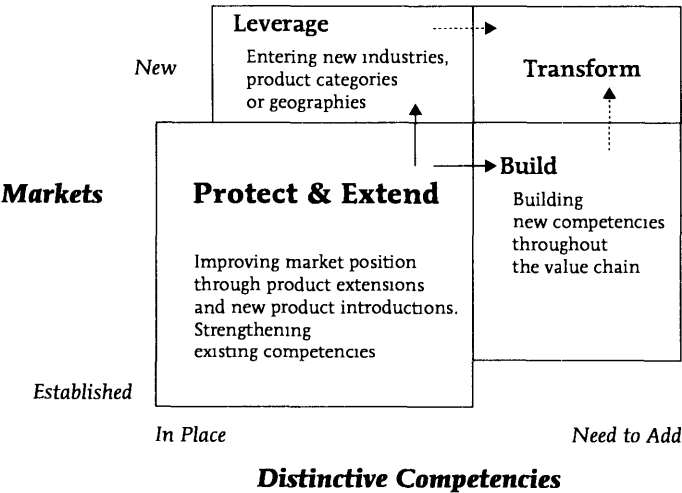 Leverage
Entering new industries,
product categories
or geographies
New
Transform
Markets
Protect & Extend
Build
Building
new competencies
throughout
the value chain
Improving market position
through product extensions
and new product introductions.
Strengthening
existing competencies
Established
In Place
Need to Add
Distinctive Competencies